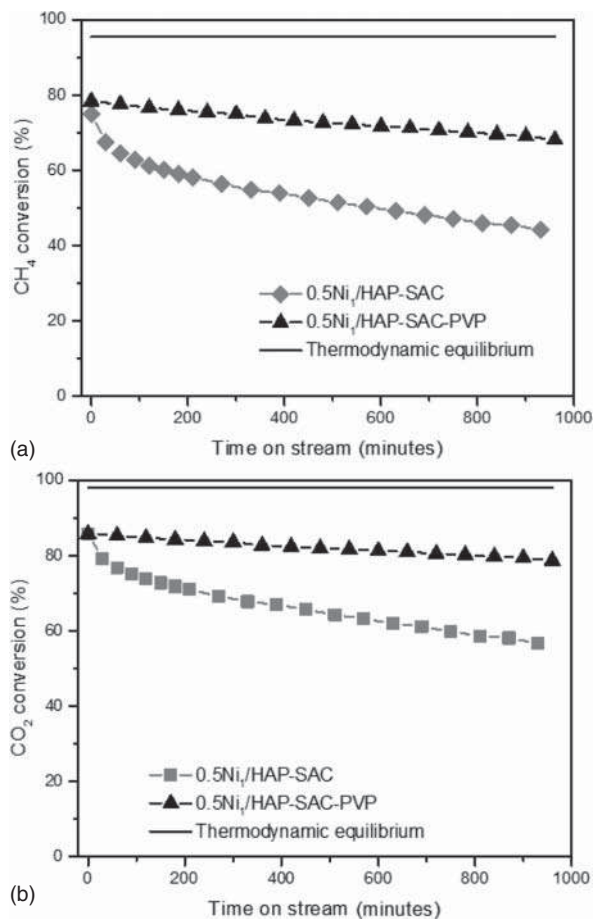 100
80
60
40
20
0
CH₄ conversion (%)
0.5Ni₁/HAP-SAC
0.5Ni₁/HAP-SAC-PVP
Thermodynamic equilibrium
0 200 400 600 800 1000
(a) Time on stream (minutes)
100
80
60
40
20
0
CO₂ conversion (%)
0.5Ni₁/HAP-SAC
0.5Ni₁/HAP-SAC-PVP
Thermodynamic equilibrium
0 200 400 600 800 1000
(b) Time on stream (minutes)